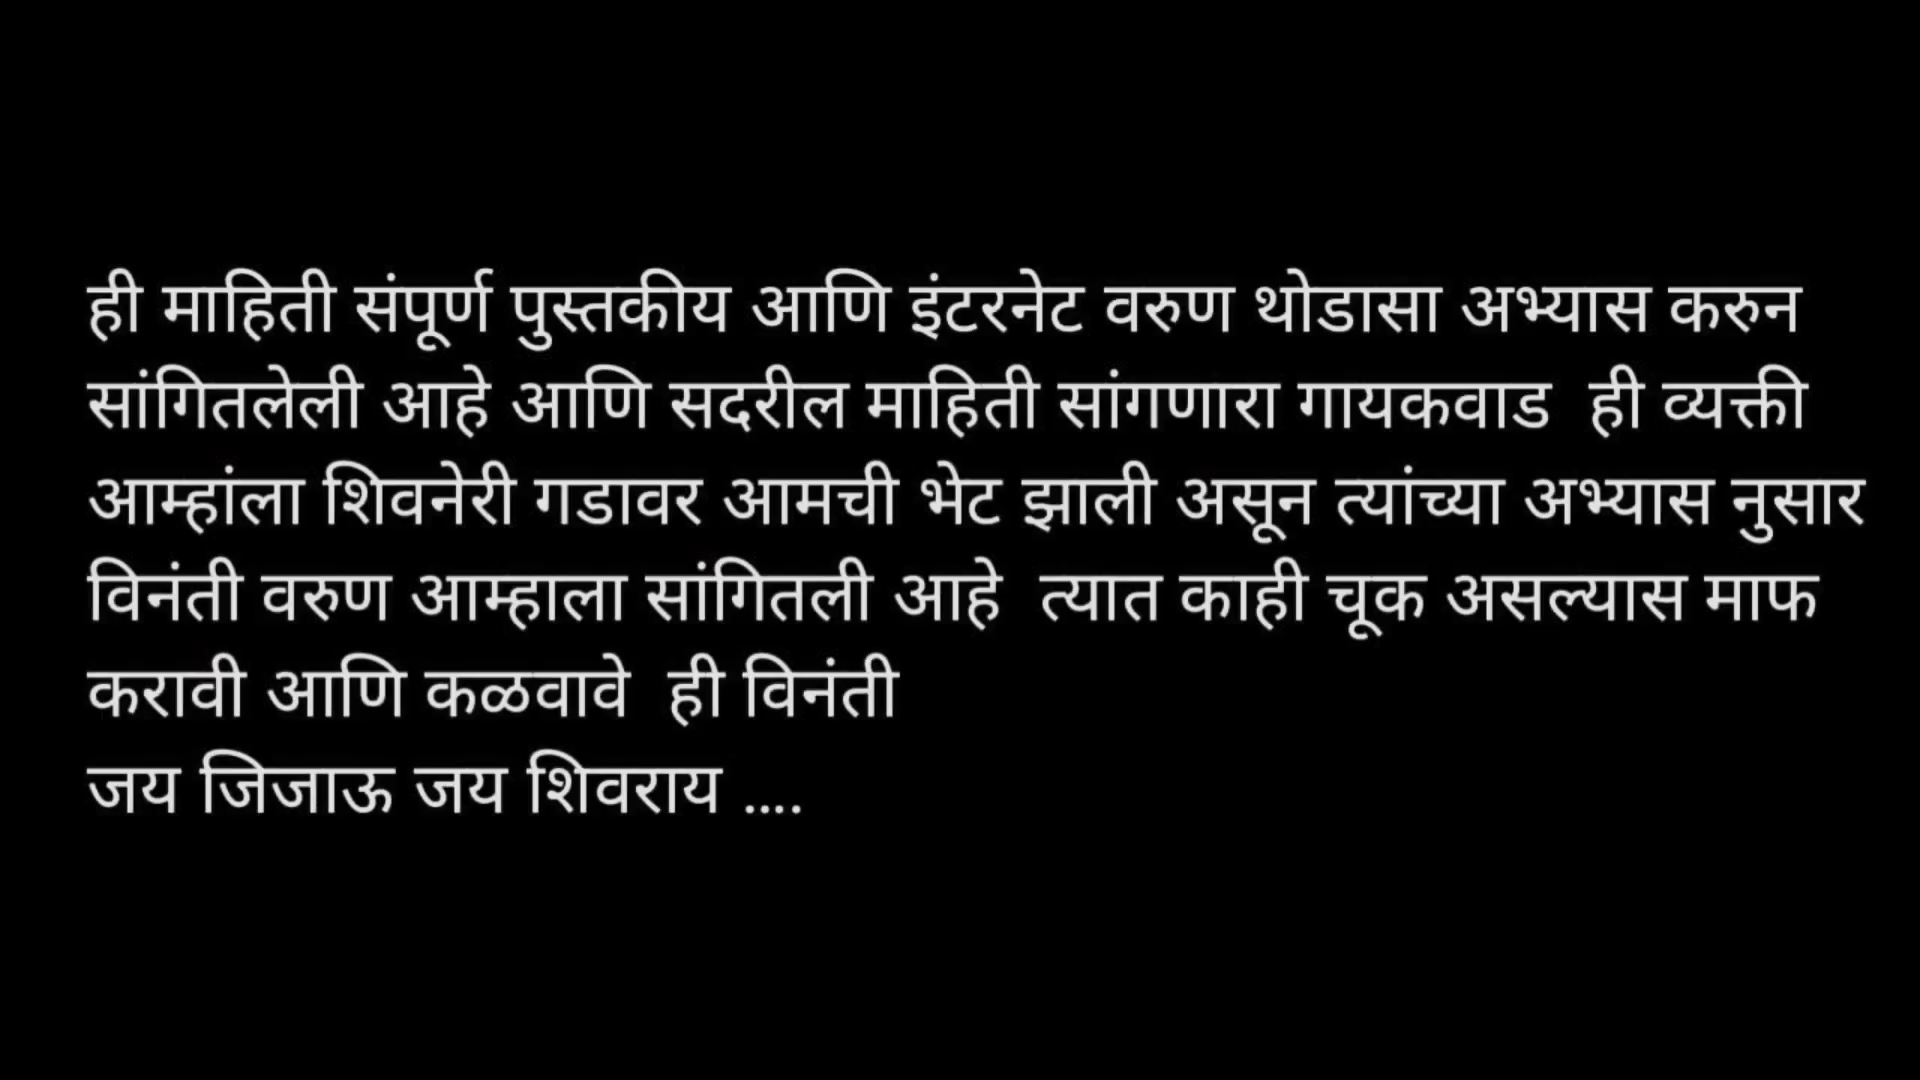 ही माहिती संपूर्ण पुस्तकीय आणि इंटरनेट वरुण थोडासा अभ्यास करुन
सांगितलेली आहे आणि सदरील माहिती सांगणारा गायकवाड ही व्यक्ती
आम्हांला शिवनेरी गडावर आमची भेट झाली असून त्यांच्या अभ्यास नुसार
विनंती वरुण आम्हाला सांगितली आहे त्यात काही चूक असल्यास माफ
करावी आणि कळवावे ही विनंती
जय जिजाऊ जय शिवराय ....